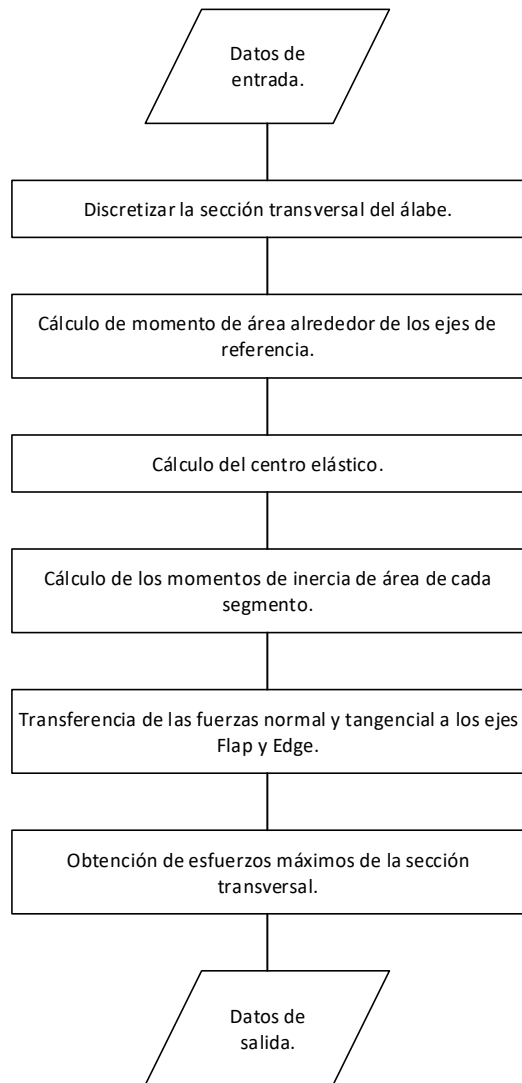 Datos de
entrada.
Discretizar la sección transversal del álabe.
Cálculo de momento de área alrededor de los ejes de
referencia.
Cálculo del centro elástico.
Cálculo de los momentos de inercia de área de cada
segmento.
Transferencia de las fuerzas normal y tangencial a los ejes
Flap y Edge.
Obtención de esfuerzos máximos de la sección
transversal.
Datos de
salida.